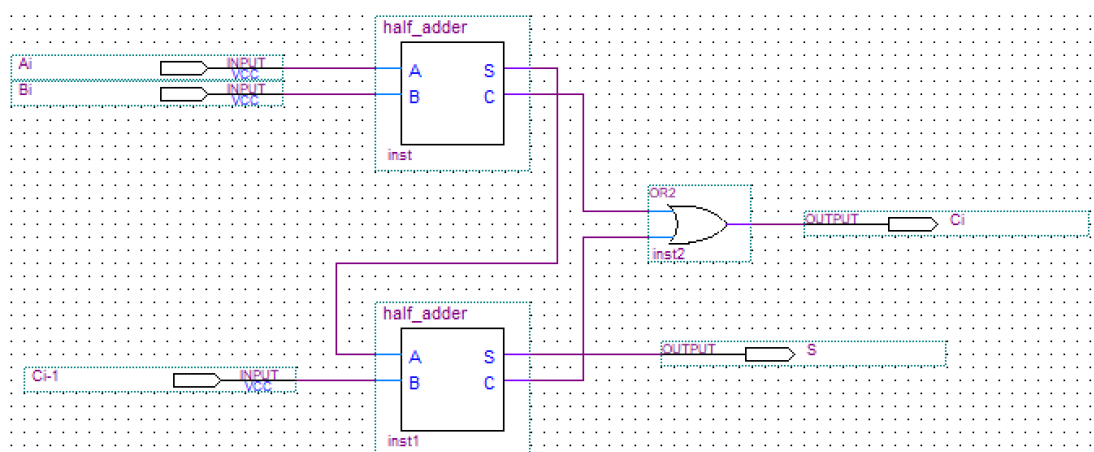 half_adder
Ai INPUT
VCC
A S
Bi INPUT
VCC
B C
inst
OR2
OUTPUT Ci
inst2
half_adder
OUTPUT S
A S
Ci-1 INPUT
VCC
B C
inst1